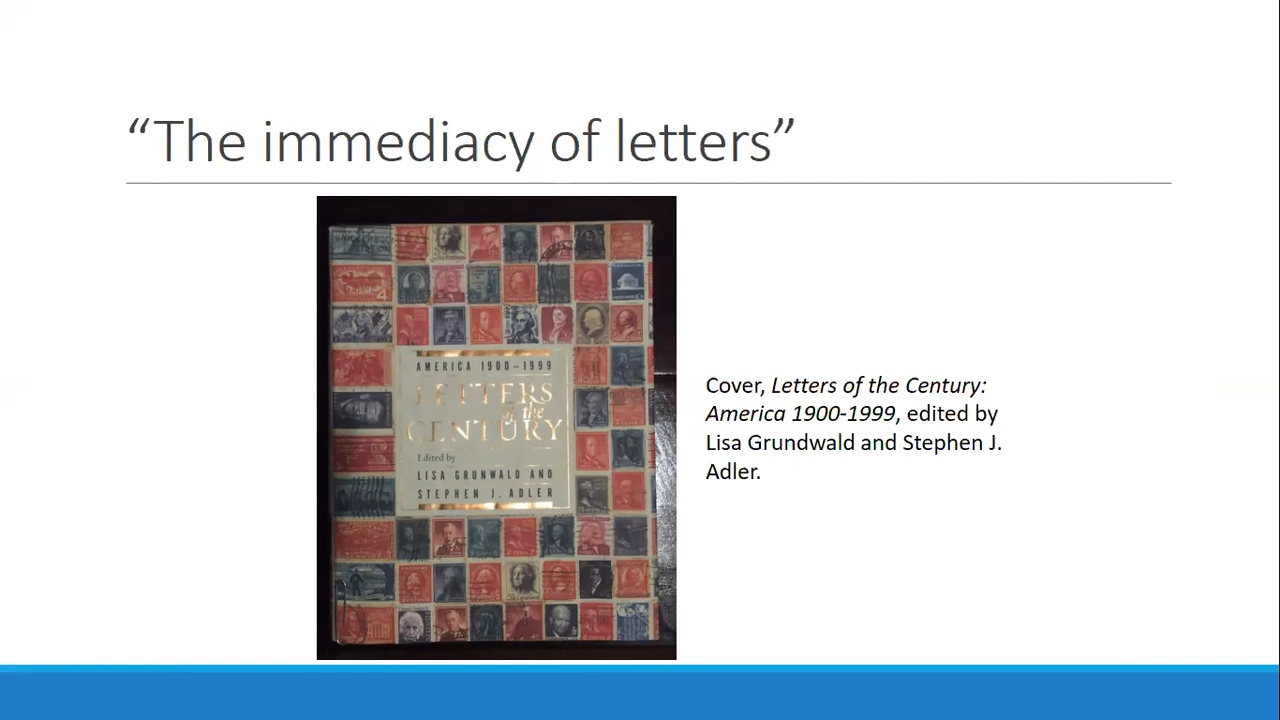 “The immediacy of letters”
AMERICA 1900–1999
LETTERS
of the
CENTURY
Edited by
LISA GRUNWALD AND
STEPHEN J. ADLER
Cover, Letters of the Century:
America 1900-1999, edited by
Lisa Grundwald and Stephen J.
Adler.